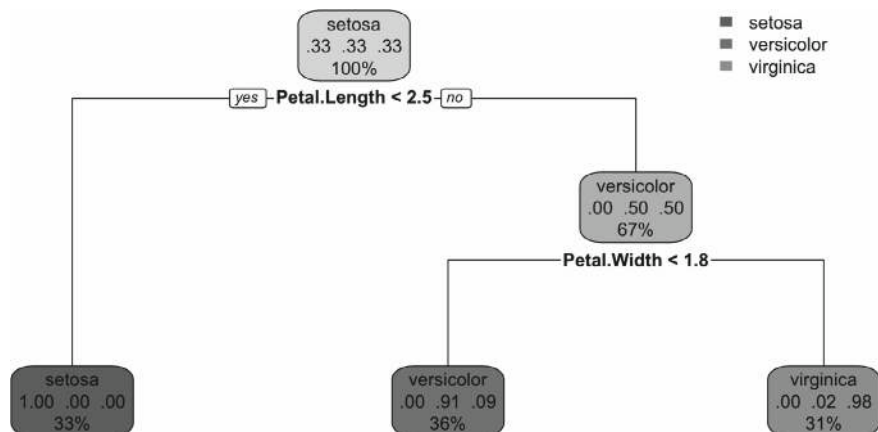 setosa
.33 .33 .33
100%
setosa
versicolor
virginica
yes Petal.Length < 2.5 no
versicolor
.00 .50 .50
67%
Petal.Width < 1.8
setosa
1.00 .00 .00
33%
versicolor
.00 .91 .09
36%
virginica
.00 .02 .98
31%